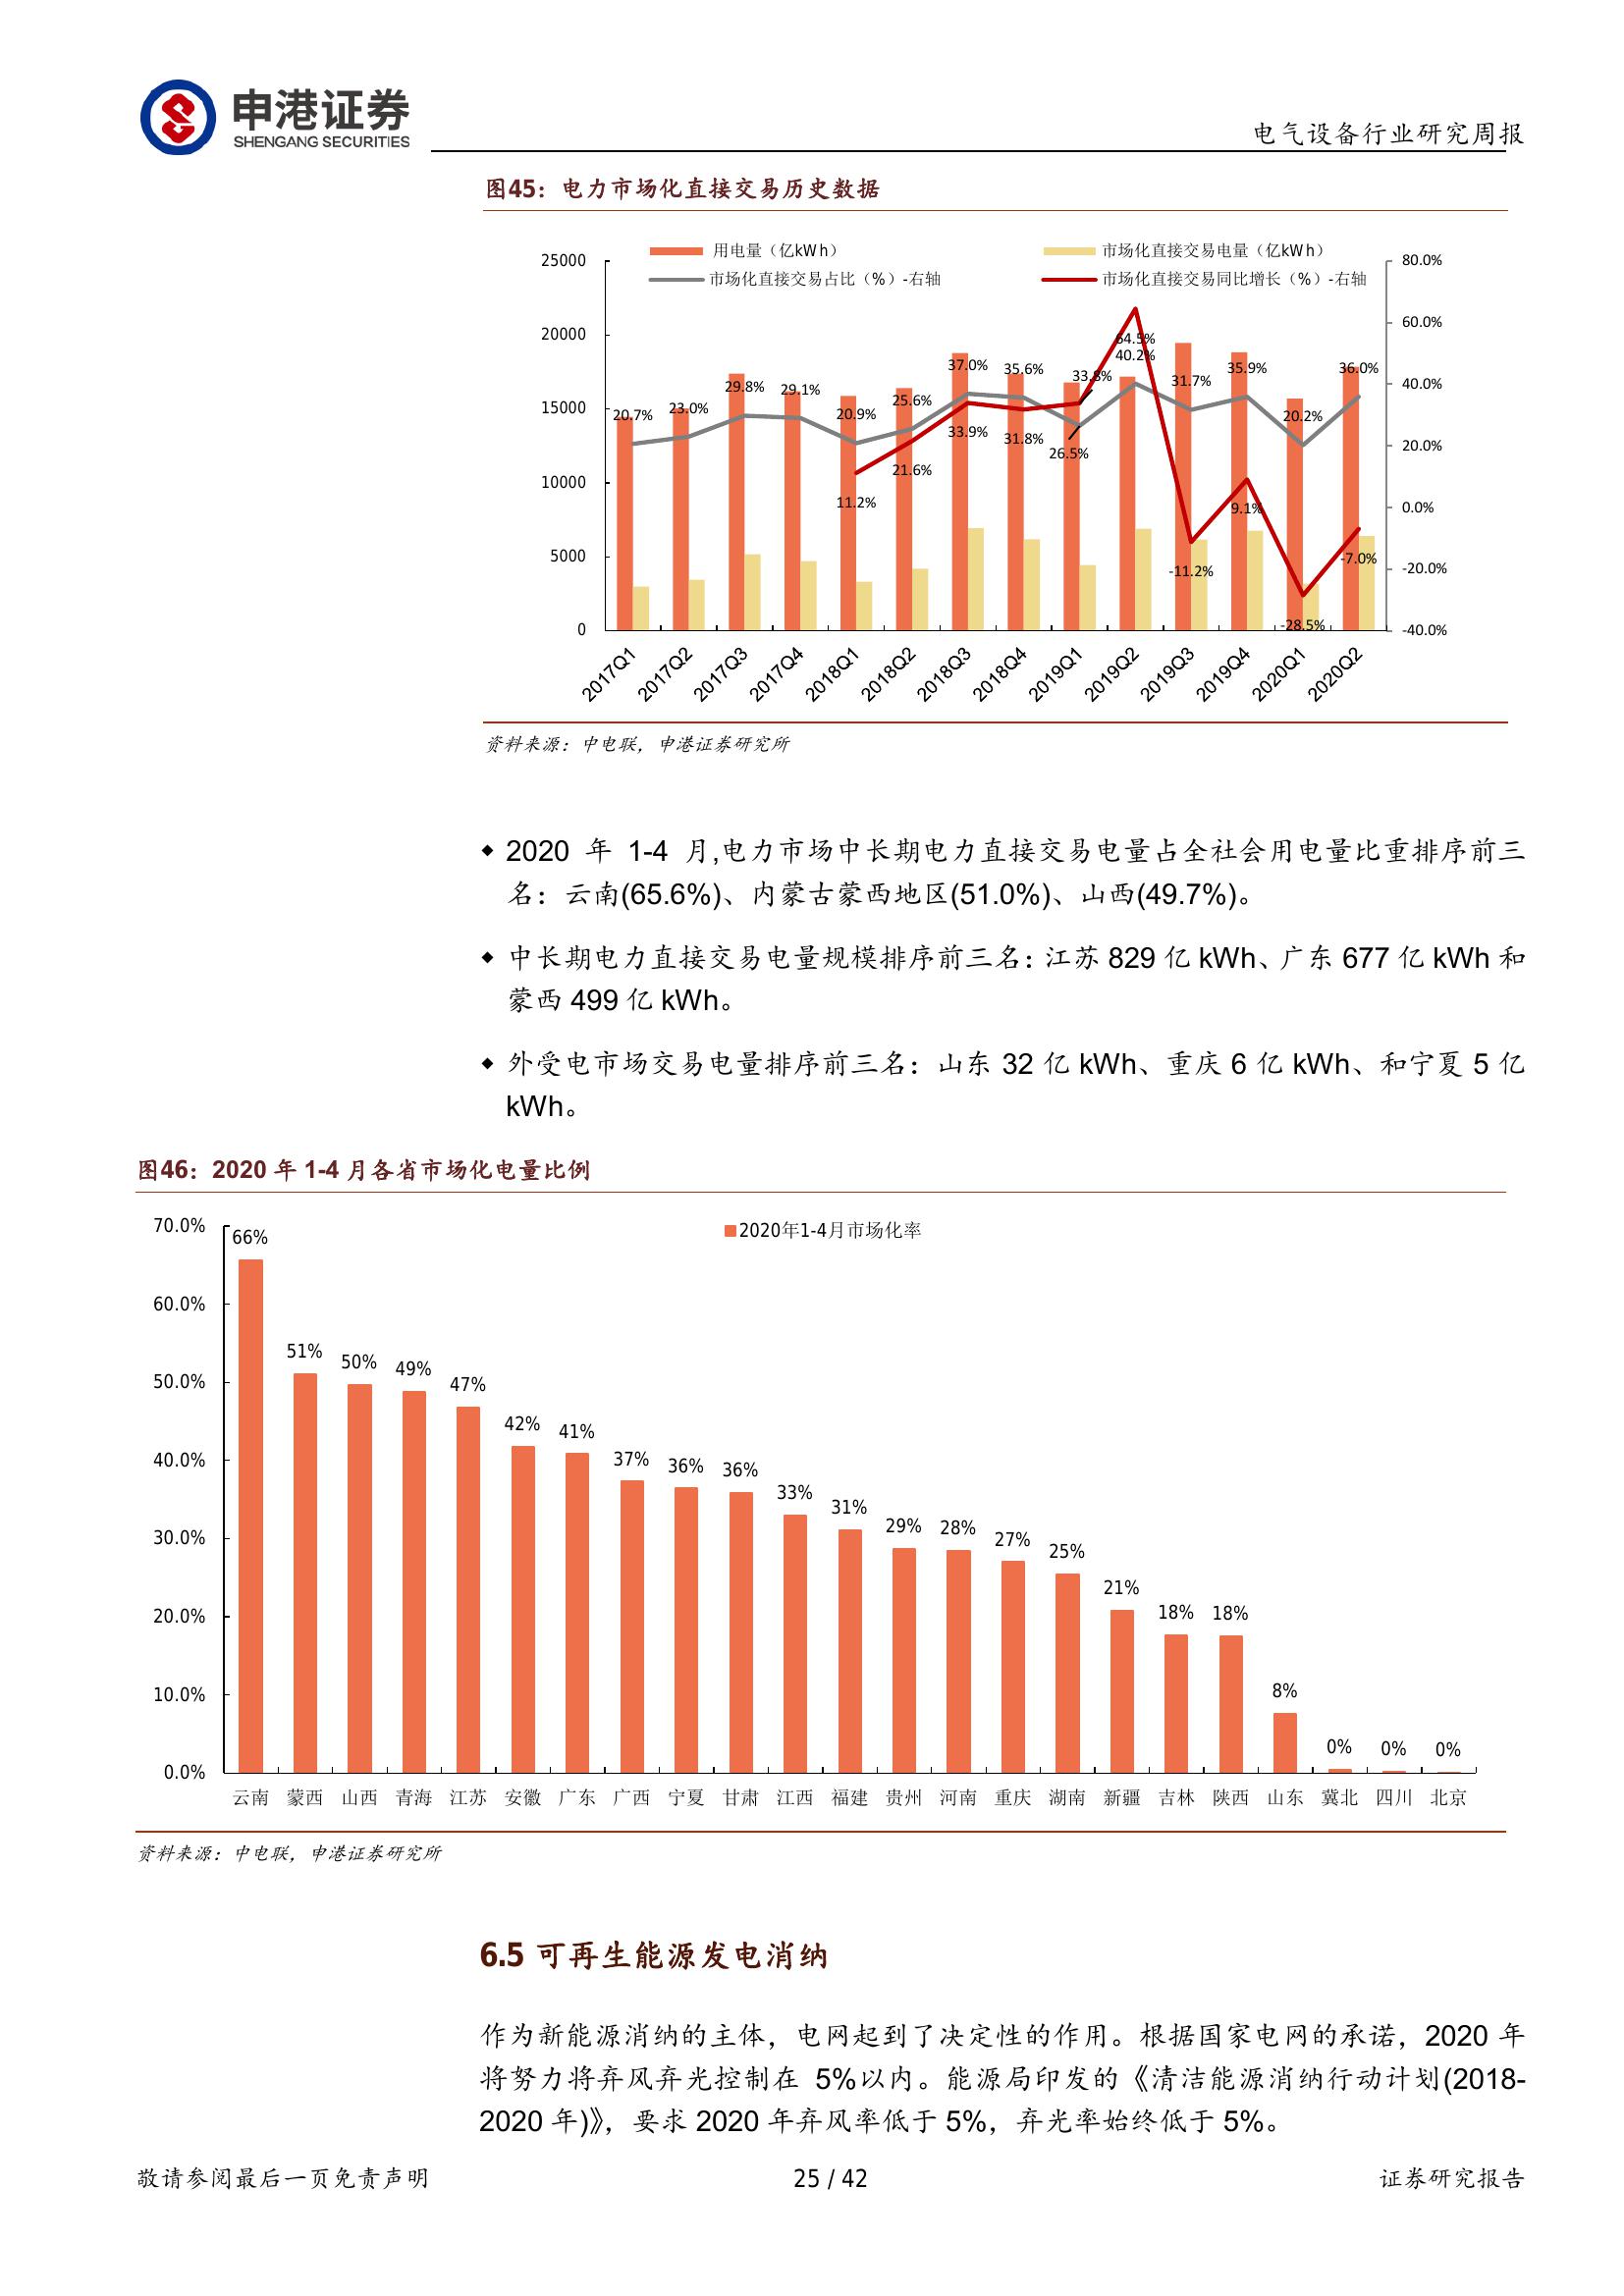 申港证券
SHENGANG SECURITIES
电气设备行业研究周报
图45：电力市场化直接交易历史数据
用电量（亿kWh）
市场化直接交易电量（亿kWh）
市场化直接交易占比（%）-右轴
市场化直接交易同比增长（%）-右轴
25000
20000
15000
10000
5000
0
80.0%
60.0%
40.0%
20.0%
0.0%
-20.0%
-40.0%
20.7%
23.0%
29.8%
29.1%
20.9%
25.6%
37.0%
35.6%
26.5%
40.2%
31.7%
35.9%
20.2%
36.0%
11.2%
21.6%
33.9%
31.8%
33.8%
64.5%
-11.2%
9.1%
-28.5%
-7.0%
2017Q1
2017Q2
2017Q3
2017Q4
2018Q1
2018Q2
2018Q3
2018Q4
2019Q1
2019Q2
2019Q3
2019Q4
2020Q1
2020Q2
资料来源：中电联，申港证券研究所
◆ 2020 年 1-4 月,电力市场中长期电力直接交易电量占全社会用电量比重排序前三
名：云南(65.6%)、内蒙古蒙西地区(51.0%)、山西(49.7%)。
◆ 中长期电力直接交易电量规模排序前三名：江苏 829 亿 kWh、广东 677 亿 kWh 和
蒙西 499 亿 kWh。
◆ 外受电市场交易电量排序前三名：山东 32 亿 kWh、重庆 6 亿 kWh、和宁夏 5 亿
kWh。
图46：2020 年 1-4 月各省市场化电量比例
2020年1-4月市场化率
70.0%
60.0%
50.0%
40.0%
30.0%
20.0%
10.0%
0.0%
66%
51%
50%
49%
47%
42%
41%
37%
36%
36%
33%
31%
29%
28%
27%
25%
21%
18%
18%
8%
0%
0%
0%
云南 蒙西 山西 青海 江苏 安徽 广东 广西 宁夏 甘肃 江西 福建 贵州 河南 重庆 湖南 新疆 吉林 陕西 山东 冀北 四川 北京
资料来源：中电联，申港证券研究所
6.5 可再生能源发电消纳
作为新能源消纳的主体，电网起到了决定性的作用。根据国家电网的承诺，2020 年
将努力将弃风弃光控制在 5%以内。能源局印发的《清洁能源消纳行动计划(2018-
2020 年)》，要求 2020 年弃风率低于 5%，弃光率始终低于 5%。
敬请参阅最后一页免责声明
25 / 42
证券研究报告